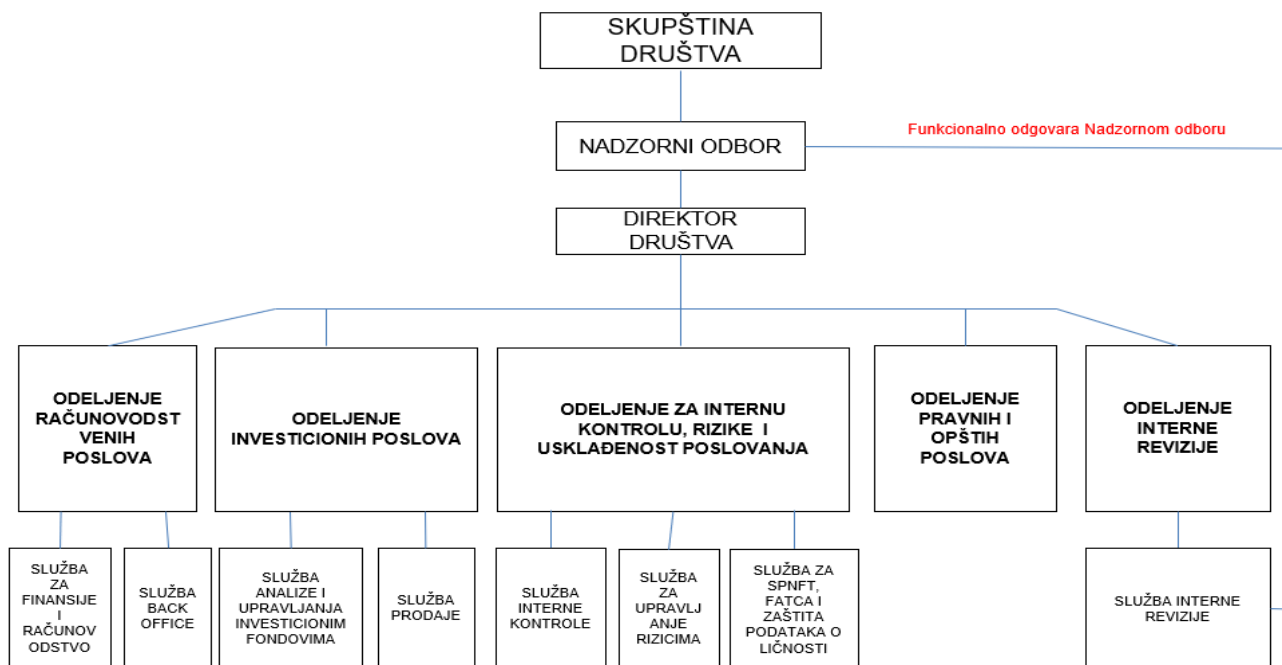 SKUPŠTINA
DRUŠTVA
Funkcionalno odgovara Nadzornom odboru
NADZORNI ODBOR
DIREKTOR
DRUŠTVA
ODELJENJE
RAČUNOVODST
VENIH
POSLOVA
ODELJENJE
INVESTICIONIH POSLOVA
ODELJENJE ZA INTERNU
KONTROLU, RIZIKE I
USKLAĐENOST POSLOVANJA
ODELJENJE
PRAVNIH I
OPŠTIH
POSLOVA
ODELJENJE
INTERNE
REVIZIJE
SLUŽBA
ZA
FINANSIJE
I
RAČUNOV
ODSTVO
SLUŽBA
BACK
OFFICE
SLUŽBA
ANALIZE I
UPRAVLJANJA
INVESTICIONIM
FONDOVIMA
SLUŽBA
PRODAJE
SLUŽBA
INTERNE
KONTROLE
SLUŽBA
ZA
UPRAVLJ
ANJE
RIZICIMA
SLUŽBA ZA
SPNFT,
FATCA I
ZAŠTITA
PODATAKA O
LIČNOSTI
SLUŽBA INTERNE
REVIZIJE